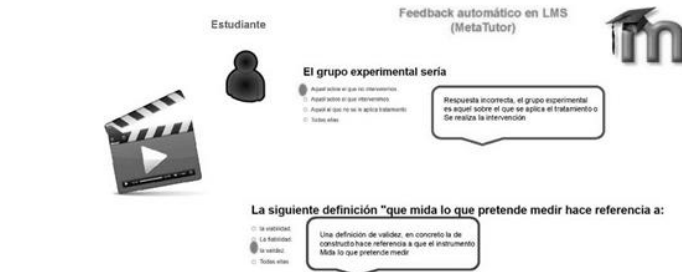 Estudiante
Feedback automático en LMS
(MetaTutor)
m
El grupo experimental sería
Aquel sobre el que no intervenimos
Aquel sobre el que intervenimos
Aquel al que no se le aplica tratamiento
Todas ellas
Respuesta incorrecta, el grupo experimental
es aquel sobre el que se aplica el tratamiento o
Se realiza la intervención
La siguiente definición "que mida lo que pretende medir hace referencia a:
la viabilidad.
La fiabilidad.
la validez.
Todas ellas
Una definición de validez, en concreto la de
constructo hace referencia a que el instrumento
Mida lo que pretende medir